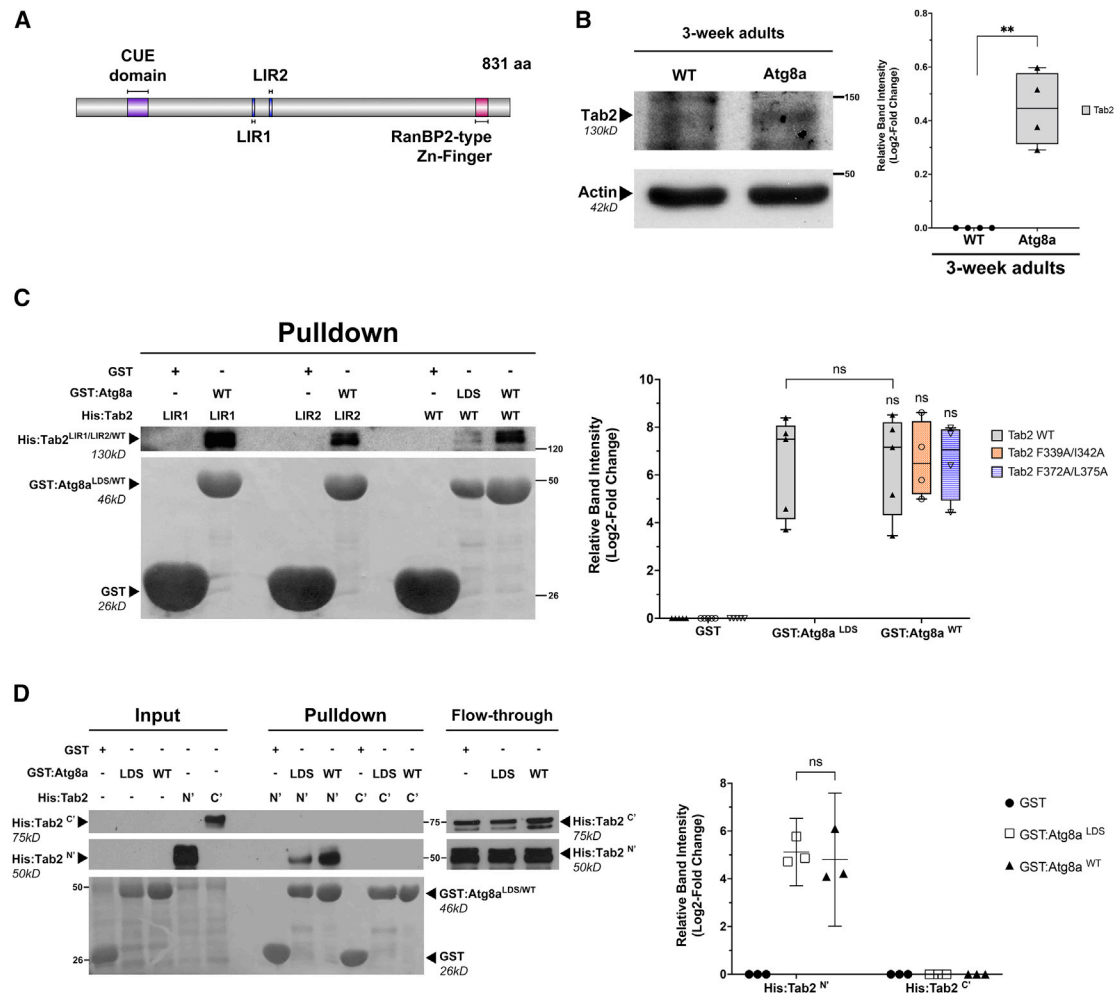 A
CUE
domain
LIR2
831 aa
LIR1
RanBP2-type
Zn-Finger
B
3-week adults
WT Atg8a
Tab2
130kD
150
Actin
42kD
50
Relative Band Intensity
(Log2-Fold Change)
0.8
0.6
0.4
0.2
0.0
**
Tab2
WT Atg8a
3-week adults
C
Pulldown
GST + - + - + - -
GST:Atg8a - WT - WT - LDS WT
His:Tab2 LIR1 LIR1 LIR2 LIR2 WT WT WT
His:Tab2 LIR1/LIR2/WT
130kD
120
GST:Atg8a LDS/WT
46kD
50
GST
26kD
26
Relative Band Intensity
(Log2-Fold Change)
10
8
6
4
2
0
ns
ns ns ns
Tab2 WT
Tab2 F339A/I342A
Tab2 F372A/L375A
GST GST:Atg8a LDS GST:Atg8a WT
D
Input Pulldown Flow-through
GST + - - - - + - - + - - + - -
GST:Atg8a - LDS WT - - - LDS WT - LDS WT - LDS WT
His:Tab2 - - - N' C' N' N' N' C' C' C'
His:Tab2 C'
75kD
75
His:Tab2 C'
75kD
His:Tab2 N'
50kD
50
His:Tab2 N'
50kD
50
26
GST:Atg8a LDS/WT
46kD
GST
26kD
Relative Band Intensity
(Log2-Fold Change)
8
6
4
2
0
ns
GST
GST:Atg8a LDS
GST:Atg8a WT
His:Tab2 N' His:Tab2 C'